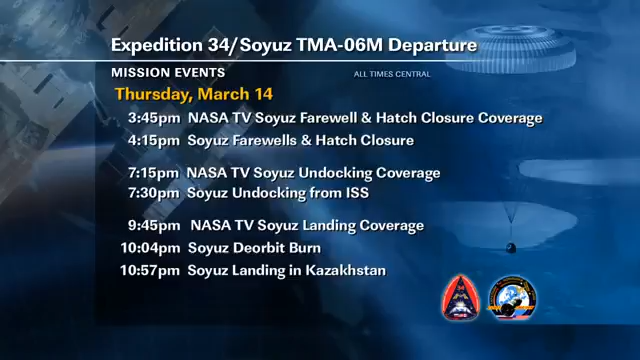 Expedition 34/Soyuz TMA-06M Departure
MISSION EVENTS ALL TIMES CENTRAL
Thursday, March 14
3:45pm NASA TV Soyuz Farewell & Hatch Closure Coverage
4:15pm Soyuz Farewells & Hatch Closure
7:15pm NASA TV Soyuz Undocking Coverage
7:30pm Soyuz Undocking from ISS
9:45pm NASA TV Soyuz Landing Coverage
10:04pm Soyuz Deorbit Burn
10:57pm Soyuz Landing in Kazakhstan
34